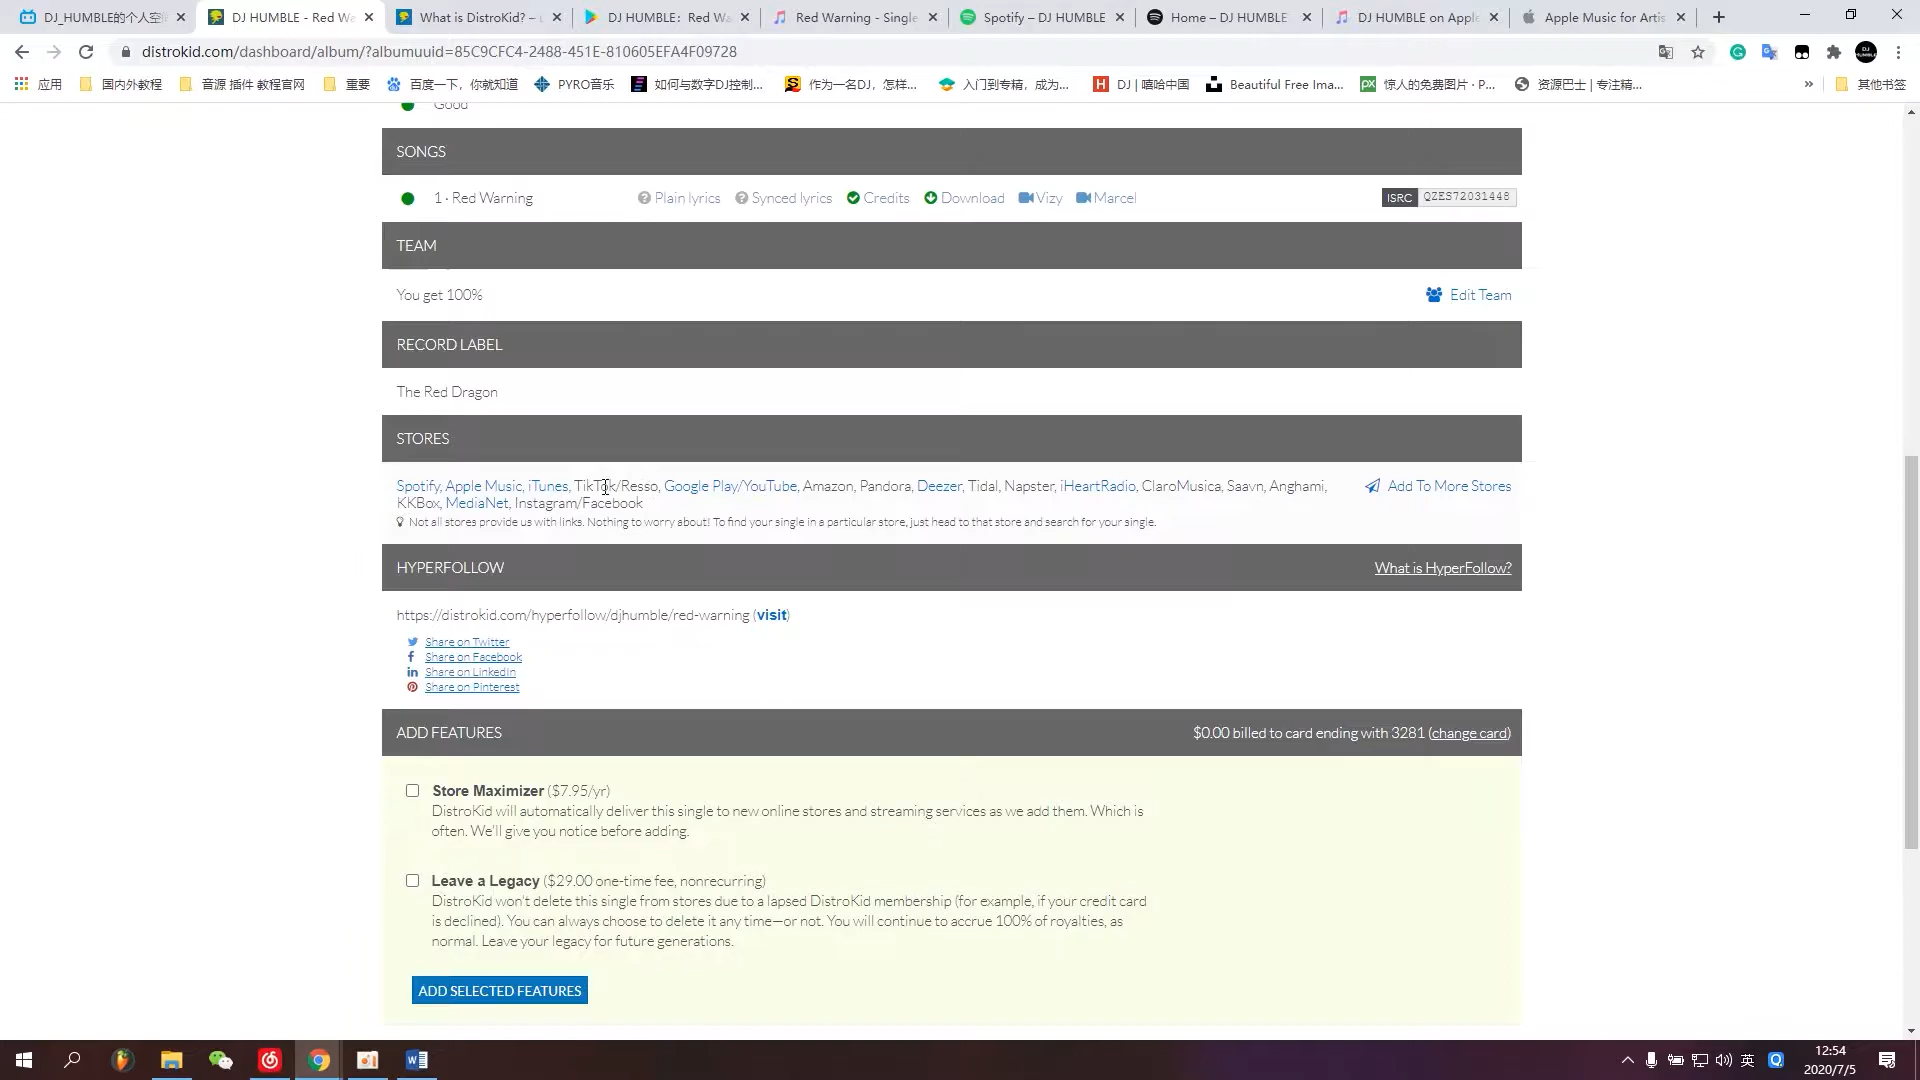 DJ_HUMBLE的个人空间
DJ HUMBLE - Red Wa
What is DistroKid? –
DJ HUMBLE: Red Wa
Red Warning - Single
Spotify – DJ HUMBLE
Home – DJ HUMBLE
DJ HUMBLE on Apple
Apple Music for Artis
distrokid.com/dashboard/album/?albumuuid=85C9CFC4-2488-451E-810605EFA4F09728
应用
国内外教程
音源 插件 教程官网
重要
百度一下，你就知道
PYRO音乐
如何与数字DJ控制...
作为一名DJ，怎样...
入门到专精，成为...
DJ | 嘻哈中国
Beautiful Free Ima...
惊人的免费图片 · P...
资源巴士 | 专注精...
»
其他书签
Good
SONGS
1 · Red Warning Plain lyrics Synced lyrics Credits Download Vizy Marcel ISRC QZES72031448
TEAM
You get 100% Edit Team
RECORD LABEL
The Red Dragon
STORES
Spotify, Apple Music, iTunes, TikTok/Resso, Google Play/YouTube, Amazon, Pandora, Deezer, Tidal, Napster, iHeartRadio, ClaroMusica, Saavn, Anghami, Add To More Stores
KKBox, MediaNet, Instagram/Facebook
Not all stores provide us with links. Nothing to worry about! To find your single in a particular store, just head to that store and search for your single.
HYPERFOLLOW What is HyperFollow?
https://distrokid.com/hyperfollow/djhumble/red-warning (visit)
Share on Twitter
Share on Facebook
Share on LinkedIn
Share on Pinterest
ADD FEATURES $0.00 billed to card ending with 3281 (change card)
Store Maximizer ($7.95/yr)
DistroKid will automatically deliver this single to new online stores and streaming services as we add them. Which is
often. We'll give you notice before adding.
Leave a Legacy ($29.00 one-time fee, nonrecurring)
DistroKid won't delete this single from stores due to a lapsed DistroKid membership (for example, if your credit card
is declined). You can always choose to delete it any time—or not. You will continue to accrue 100% of royalties, as
normal. Leave your legacy for future generations.
ADD SELECTED FEATURES
英
12:54
2020/7/5